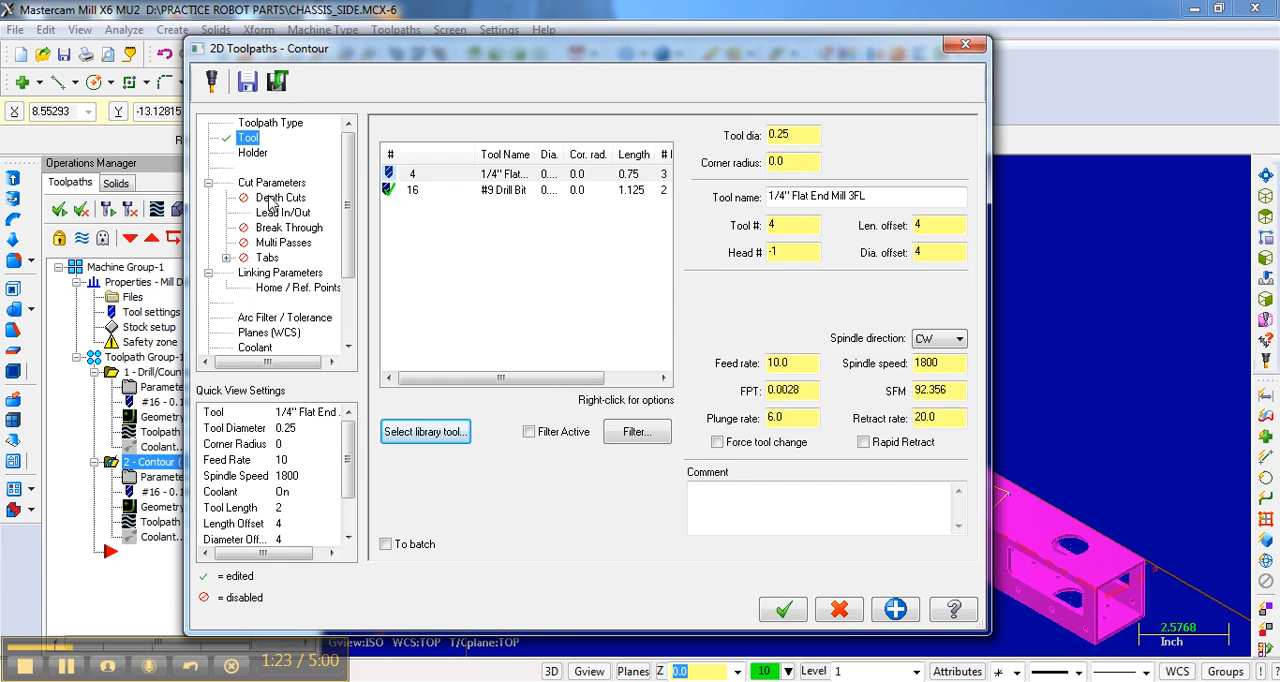 Mastercam Mill X6 MU2 D:\PRACTICE ROBOT PARTS\CHASSIS_SIDE.MCX-6
File Edit View Analyze Create Solids Xform Machine Type Toolpaths Screen Settings Help
2D Toolpaths - Contour
X 8.55293 Y -13.12815
Operations Manager
Toolpaths Solids
Machine Group-1
Properties - Mill D
Files
Tool settings
Stock setup
Safety zone
Toolpath Group-1
1 - Drill/Count
Paramete
#16 - 0.1
Geometr
Toolpath
Coolant..
2 - Contour (
Paramete
#16 - 0.1
Geometr
Toolpath
Coolant..
Toolpath Type
Tool
Holder
Cut Parameters
Depth Cuts
Lead In/Out
Break Through
Multi Passes
Tabs
Linking Parameters
Home / Ref. Points
Arc Filter / Tolerance
Planes (WCS)
Coolant
Quick View Settings
Tool 1/4" Flat End .
Tool Diameter 0.25
Corner Radius 0
Feed Rate 10
Spindle Speed 1800
Coolant On
Tool Length 2
Length Offset 4
Diameter Off... 4
= edited
= disabled
# Tool Name Dia. Cor. rad. Length #
4 1/4" Flat... 0.... 0.0 0.75 3
16 #9 Drill Bit 0.... 0.0 1.125 2
Right-click for options
Select library tool... Filter Active Filter...
To batch
Tool dia: 0.25
Corner radius: 0.0
Tool name: 1/4" Flat End Mill 3FL
Tool #: 4 Len. offset: 4
Head # -1 Dia. offset: 4
Spindle direction: CW
Feed rate: 10.0 Spindle speed: 1800
FPT: 0.0028 SFM 92.356
Plunge rate: 6.0 Retract rate: 20.0
Force tool change Rapid Retract
Comment
2.5768
Inch
Gview:ISO WCS:TOP T/Cplane:TOP
1:23 / 5:00
3D Gview Planes Z 0.0 10 Level 1 Attributes WCS Groups ! ?